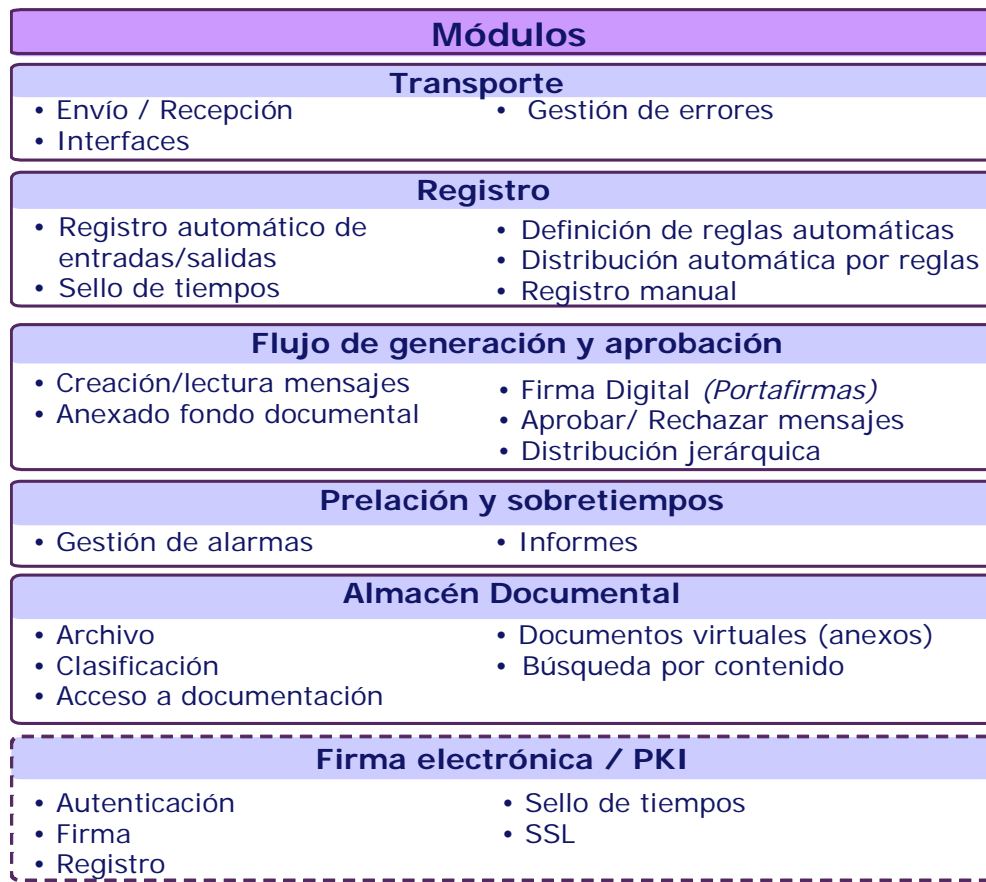 Módulos
Transporte
• Envío / Recepción
• Interfaces
• Gestión de errores
Registro
• Registro automático de
entradas/salidas
• Sello de tiempos
• Definición de reglas automáticas
• Distribución automática por reglas
• Registro manual
Flujo de generación y aprobación
• Creación/lectura mensajes
• Anexado fondo documental
• Firma Digital (Portafirmas)
• Aprobar/ Rechazar mensajes
• Distribución jerárquica
Prelación y sobretiempos
• Gestión de alarmas
• Informes
Almacén Documental
• Archivo
• Clasificación
• Acceso a documentación
• Documentos virtuales (anexos)
• Búsqueda por contenido
Firma electrónica / PKI
• Autenticación
• Firma
• Registro
• Sello de tiempos
• SSL